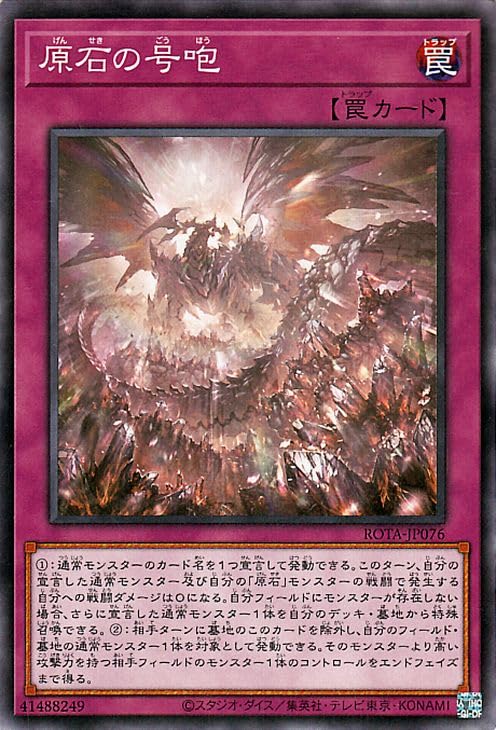 原石の号咆
罠
【罠カード】
ROTA-JP076
①：通常モンスターのカード名を1つ宣言して発動できる。このターン、自分の
宣言した通常モンスター及び自分の「原石」モンスターの戦闘で発生する
自分への戦闘ダメージは0になる。自分フィールドにモンスターが存在しない
場合、さらに宣言した通常モンスター1体を自分のデッキ・墓地から特殊
召喚できる。②：相手ターンに墓地のこのカードを除外し、自分のフィールド・
墓地の通常モンスター1体を対象として発動できる。そのモンスターより高い
攻撃力を持つ相手フィールドのモンスター1体のコントロールをエンドフェイズ
まで得る。
41488249
©スタジオ・ダイス／集英社・テレビ東京・KONAMI